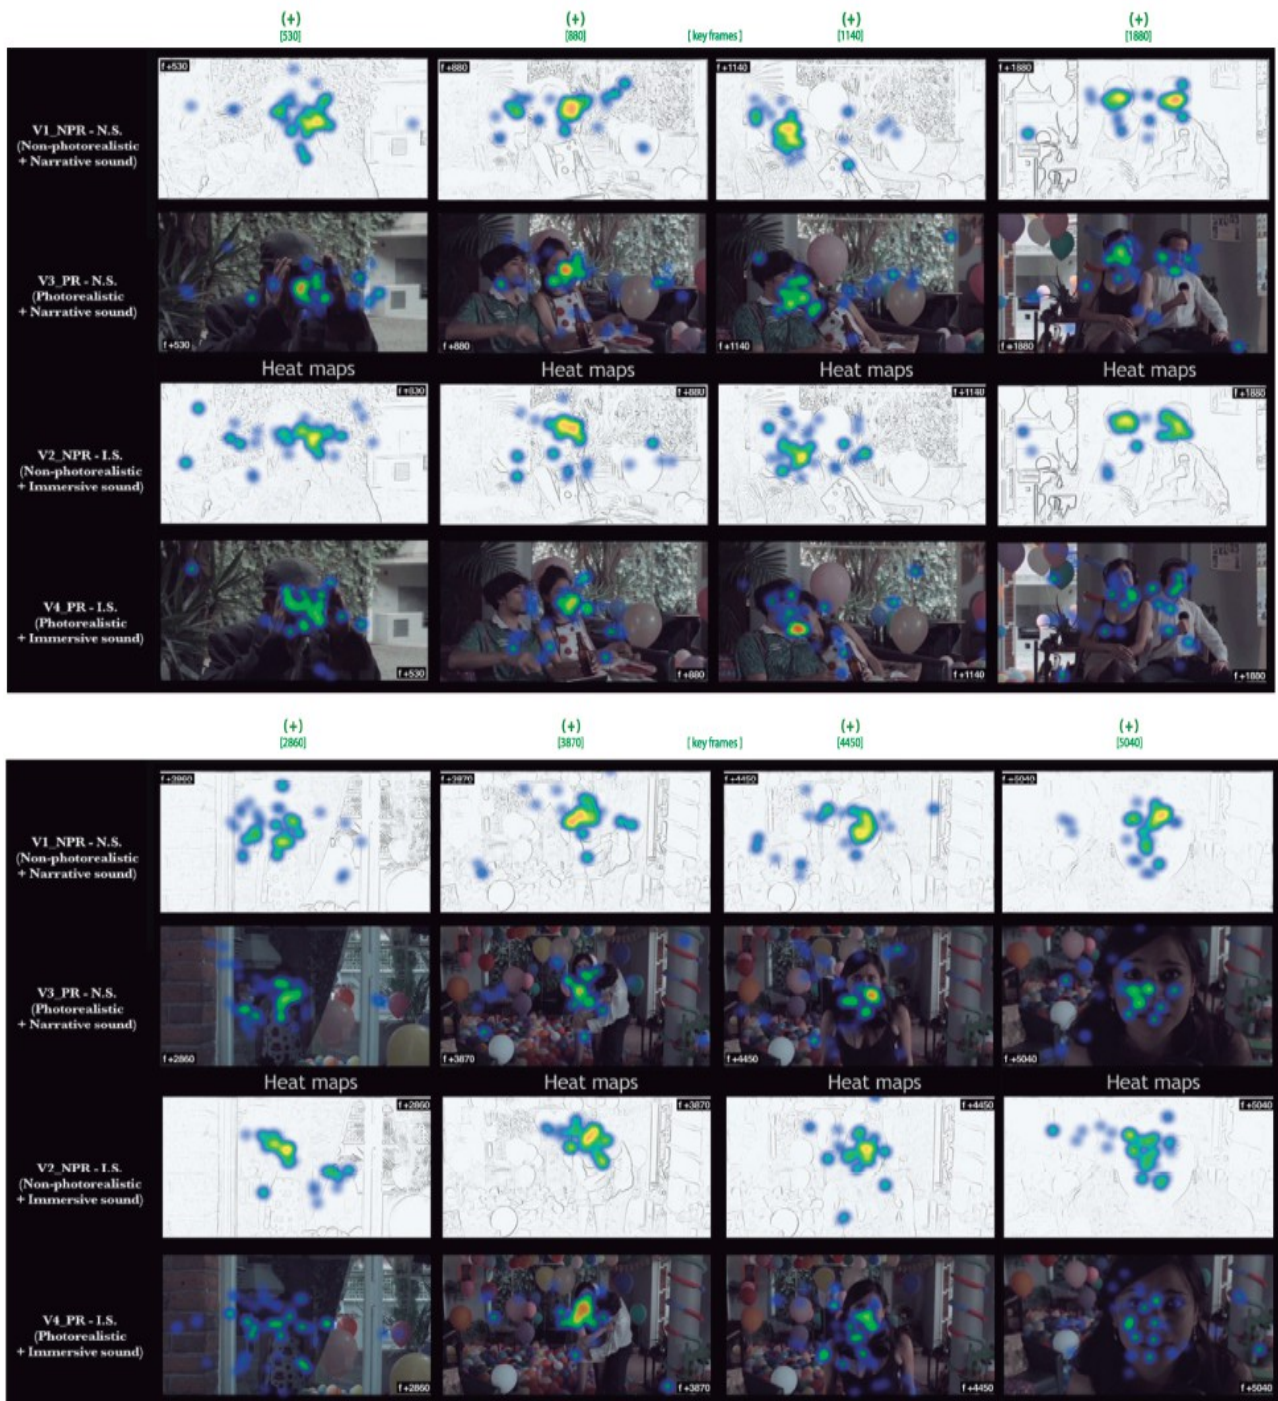 (+) (+) (+) (+)
[530] [880] [ key frames ] [1140] [1880]
f +530 f +880 f +1140 f +1880
V1_NPR - N.S.
(Non-photorealistic
+ Narrative sound)
V3_PR - N.S.
(Photorealistic
+ Narrative sound)
f +530 f +880 f +1140 f +1880
Heat maps Heat maps Heat maps Heat maps
f +530 f +880 f +1140 f +1880
V2_NPR - I.S.
(Non-photorealistic
+ Immersive sound)
V4_PR - I.S.
(Photorealistic
+ Immersive sound)
f +530 f +880 f +1140 f +1880
(+) (+) (+) (+)
[2860] [3870] [ key frames ] [4450] [5040]
f +3870 f +4450 f +5040
V1_NPR - N.S.
(Non-photorealistic
+ Narrative sound)
V3_PR - N.S.
(Photorealistic
+ Narrative sound)
f +2860 f +3870 f +4450 f +5040
Heat maps Heat maps Heat maps Heat maps
f +2860 f +3870 f +4450 f +5040
V2_NPR - I.S.
(Non-photorealistic
+ Immersive sound)
V4_PR - I.S.
(Photorealistic
+ Immersive sound)
f +2860 f +3870 f +4450 f +5040